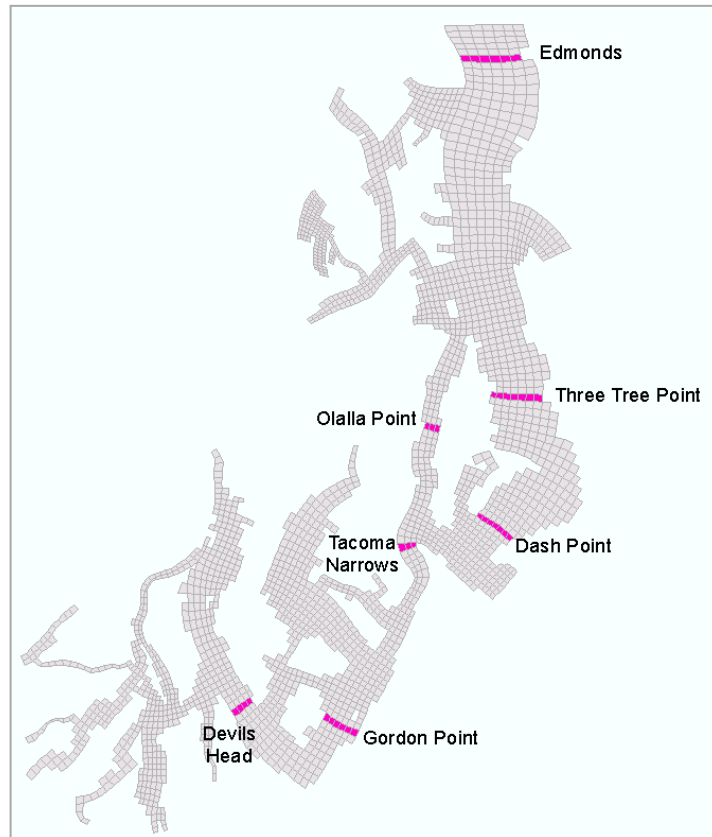 Edmonds
Three Tree Point
Olalla Point
Tacoma
Narrows
Dash Point
Devils
Head
Gordon Point